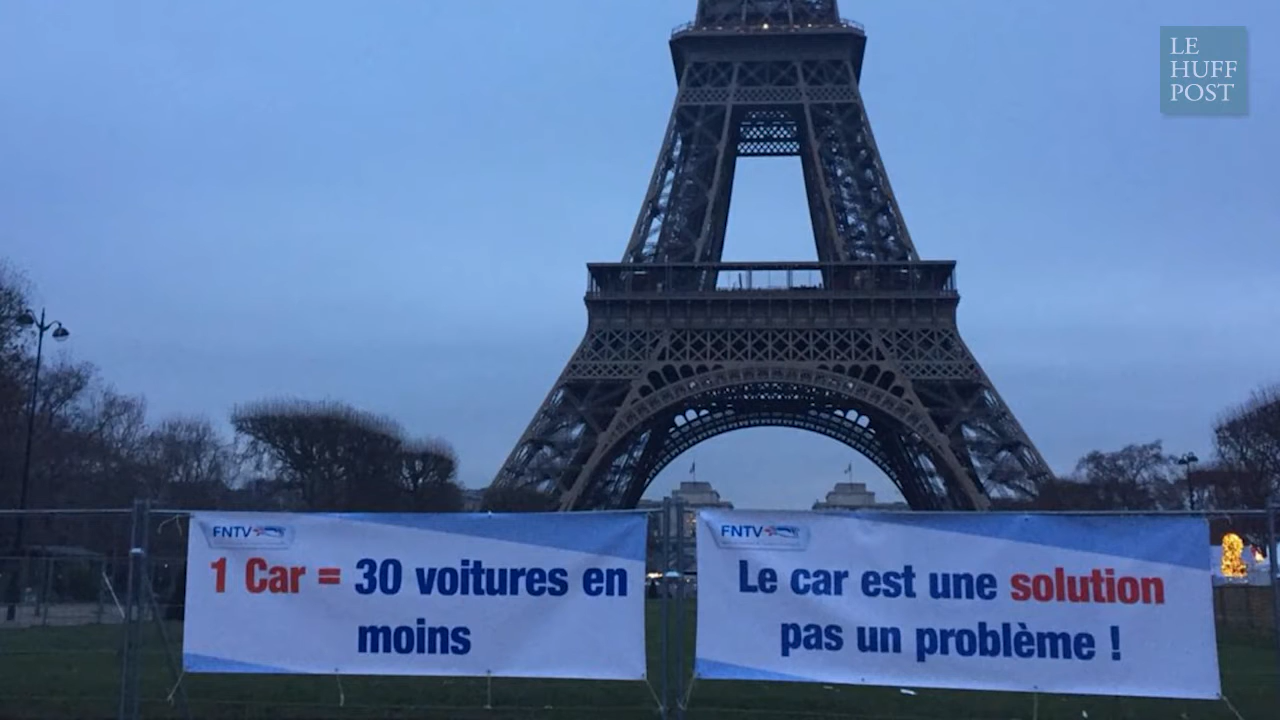 LE
HUFF
POST
FNTV
1 Car = 30 voitures en
moins
FNTV
Le car est une solution
pas un problème !